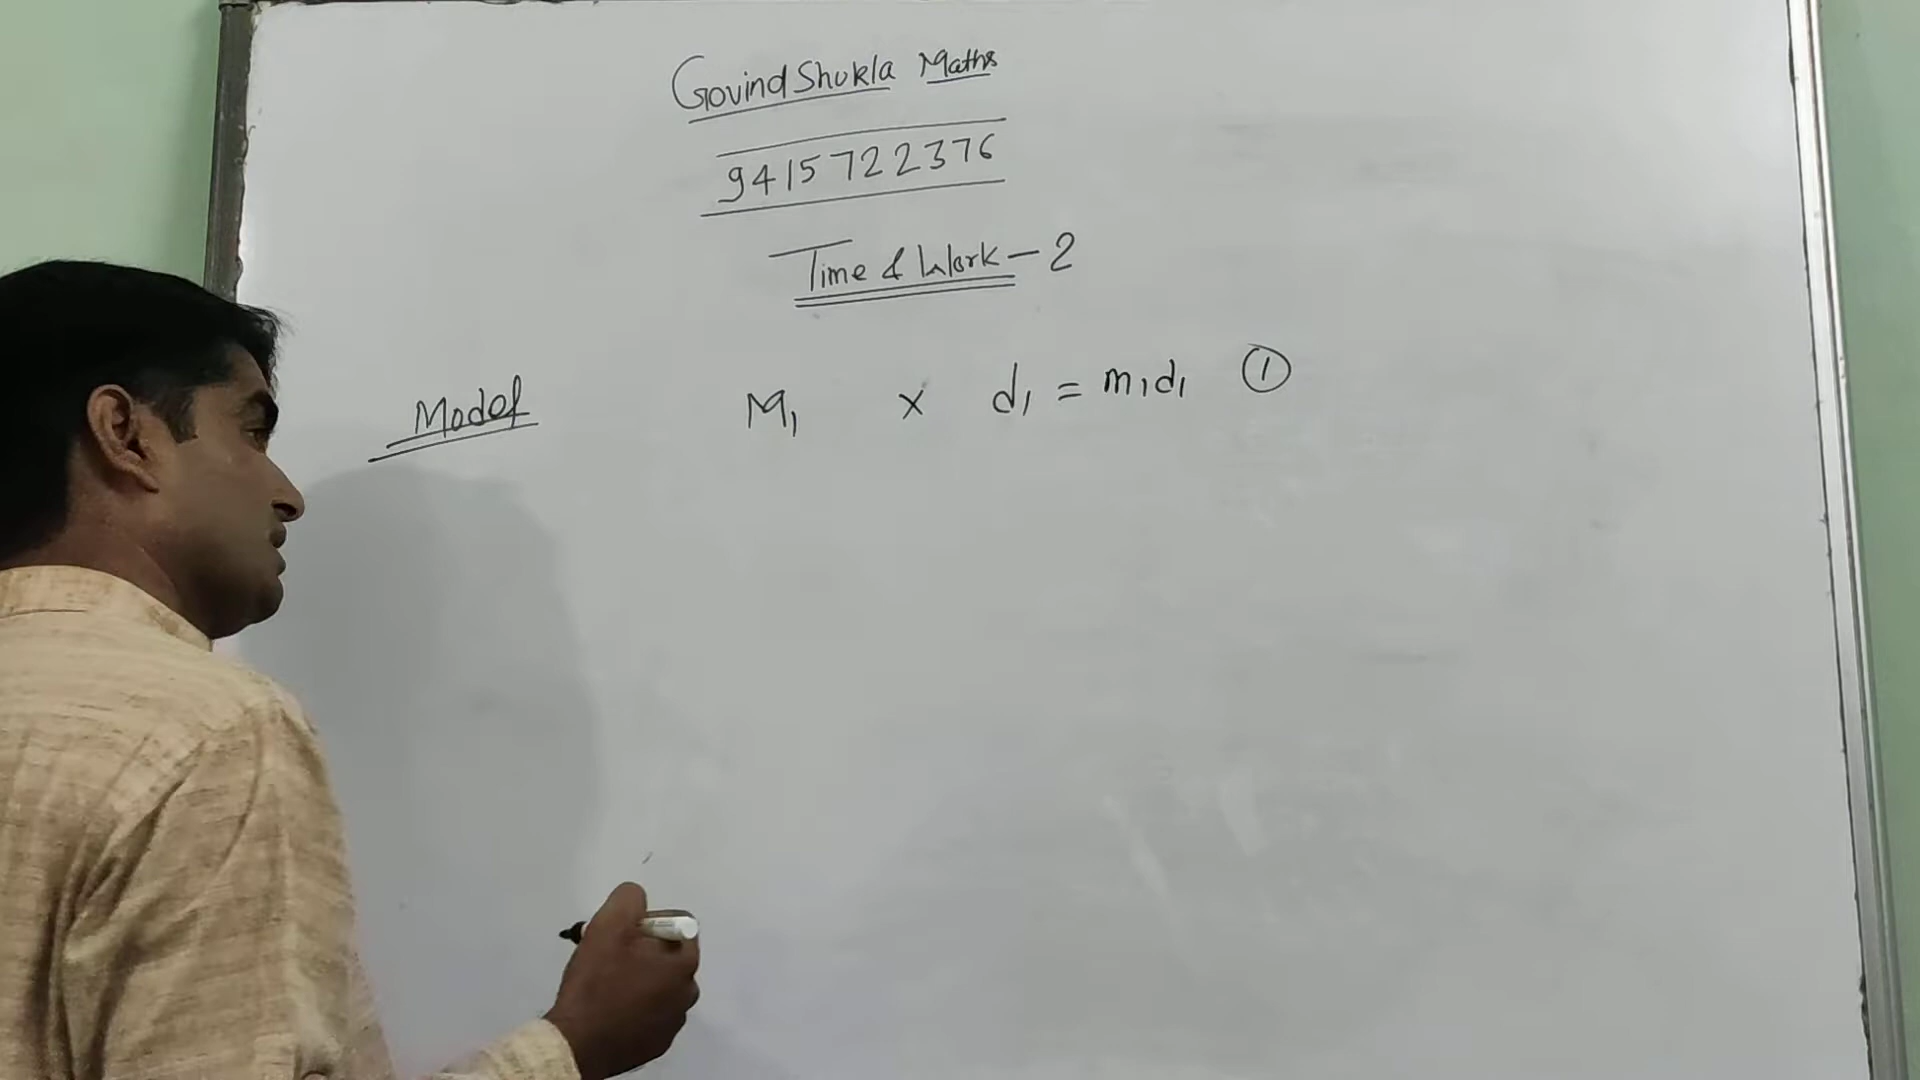 Govind Shukla Maths
9415722376
Time & Work - 2
Model M₁ × d₁ = m₁d₁ ①